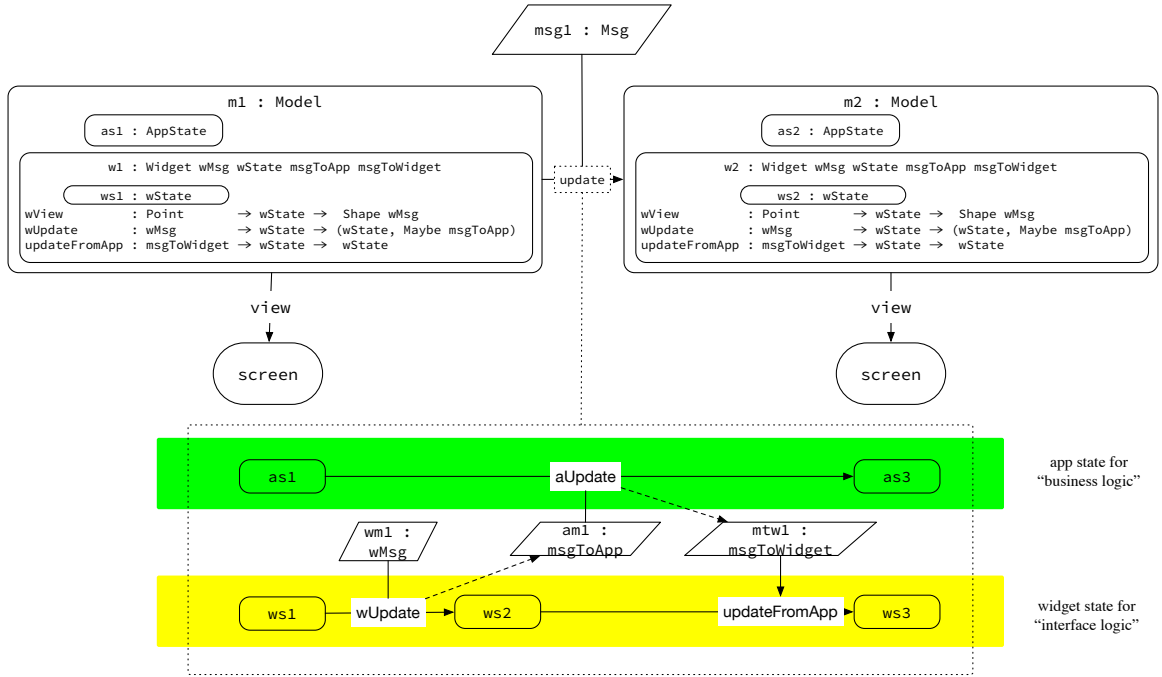 msg1 : Msg
m1 : Model
as1 : AppState
w1 : Widget wMsg wState msgToApp msgToWidget
ws1 : wState
wView : Point → wState → Shape wMsg
wUpdate : wMsg → wState → (wState, Maybe msgToApp)
updateFromApp : msgToWidget → wState → wState
update
m2 : Model
as2 : AppState
w2 : Widget wMsg wState msgToApp msgToWidget
ws2 : wState
wView : Point → wState → Shape wMsg
wUpdate : wMsg → wState → (wState, Maybe msgToApp)
updateFromApp : msgToWidget → wState → wState
view
view
screen
screen
as1
aUpdate
as3
app state for
“business logic”
wm1 :
wMsg
am1 :
msgToApp
mtw1 :
msgToWidget
ws1
wUpdate
ws2
updateFromApp
ws3
widget state for
“interface logic”